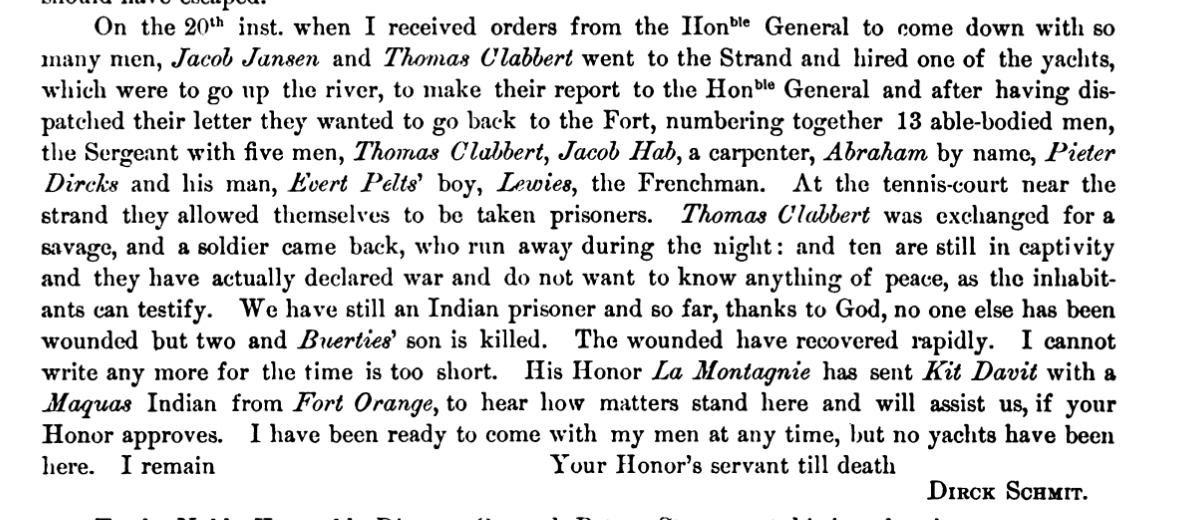 should have escaped.
On the 20th inst. when I received orders from the Honble General to come down with so
many men, Jacob Jansen and Thomas Clabbert went to the Strand and hired one of the yachts,
which were to go up the river, to make their report to the Honble General and after having dis-
patched their letter they wanted to go back to the Fort, numbering together 13 able-bodied men,
the Sergeant with five men, Thomas Clabbert, Jacob Hab, a carpenter, Abraham by name, Pieter
Dircks and his man, Evert Pelts' boy, Lewies, the Frenchman. At the tennis-court near the
strand they allowed themselves to be taken prisoners. Thomas Clabbert was exchanged for a
savage, and a soldier came back, who run away during the night: and ten are still in captivity
and they have actually declared war and do not want to know anything of peace, as the inhabit-
ants can testify. We have still an Indian prisoner and so far, thanks to God, no one else has been
wounded but two and Buerties' son is killed. The wounded have recovered rapidly. I cannot
write any more for the time is too short. His Honor La Montagnie has sent Kit Davit with a
Maquas Indian from Fort Orange, to hear how matters stand here and will assist us, if your
Honor approves. I have been ready to come with my men at any time, but no yachts have been
here. I remain Your Honor's servant till death
DIRCK SCHMIT.